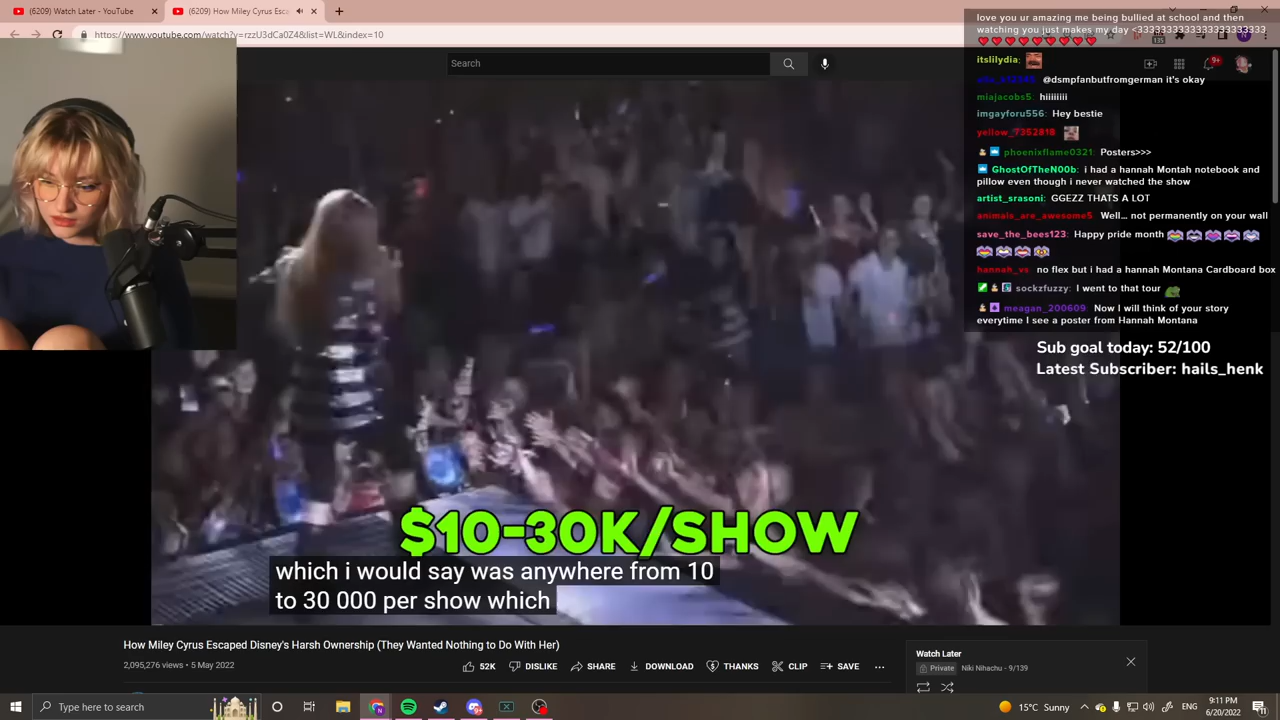 (6209) Watch Later - YouTube
(6209) How Miley Cyrus Esca
https://www.youtube.com/watch?v=rzzU3dCa0Z4&list=WL&index=10
Search
9+
love you ur amazing me being bullied at school and then
watching you just makes my day <3333333333333333333333
itslilydia:
@dsmpfanbutfromgerman it's okay
miajacobs5: hiiiiiiii
imgayforu556: Hey bestie
yellow_7352818
phoenixflame0321: Posters>>>
GhostOfTheN00b: i had a hannah Montah notebook and
pillow even though i never watched the show
artist_srasoni: GGEZZ THATS A LOT
animals_are_awesome5 Well... not permanently on your wall
save_the_bees123: Happy pride month
hannah_vs no flex but i had a hannah Montana Cardboard box
sockzfuzzy: I went to that tour
meagan_200609: Now I will think of your story
everytime I see a poster from Hannah Montana
Sub goal today: 52/100
Latest Subscriber: hails_henk
$10-30K/SHOW
which i would say was anywhere from 10
to 30 000 per show which
How Miley Cyrus Escaped Disney's Harsh Ownership (They Wanted Nothing to Do With Her)
2,095,276 views • 5 May 2022
52K
DISLIKE
SHARE
DOWNLOAD
THANKS
CLIP
SAVE
Watch Later
Private
Niki Nihachu - 9/139
Type here to search
15°C Sunny
9:11 PM
6/20/2022